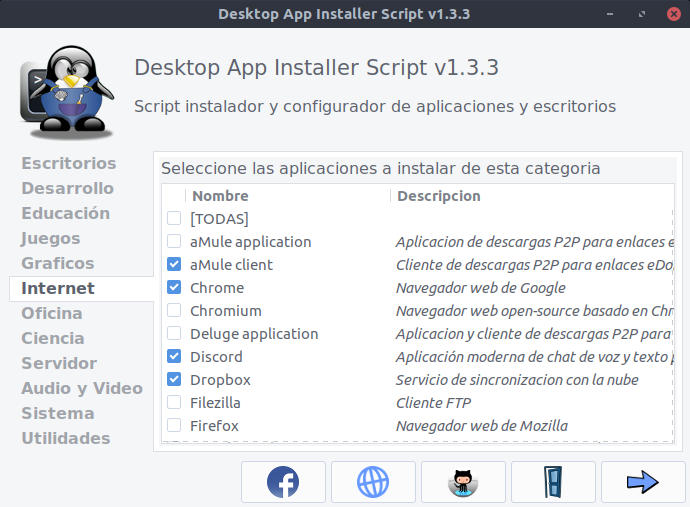 Desktop App Installer Script v1.3.3
Desktop App Installer Script v1.3.3
Script instalador y configurador de aplicaciones y escritorios
Escritorios
Desarrollo
Educación
Juegos
Graficos
Internet
Oficina
Ciencia
Servidor
Audio y Video
Sistema
Utilidades
Seleccione las aplicaciones a instalar de esta categoria
Nombre Descripcion
[TODAS]
aMule application Aplicacion de descargas P2P para enlaces e
aMule client Cliente de descargas P2P para enlaces eDo
Chrome Navegador web de Google
Chromium Navegador web open-source basado en Chr
Deluge application Aplicacion y cliente de descargas P2P para
Discord Aplicación moderna de chat de voz y texto p
Dropbox Servicio de sincronizacion con la nube
Filezilla Cliente FTP
Firefox Navegador web de Mozilla